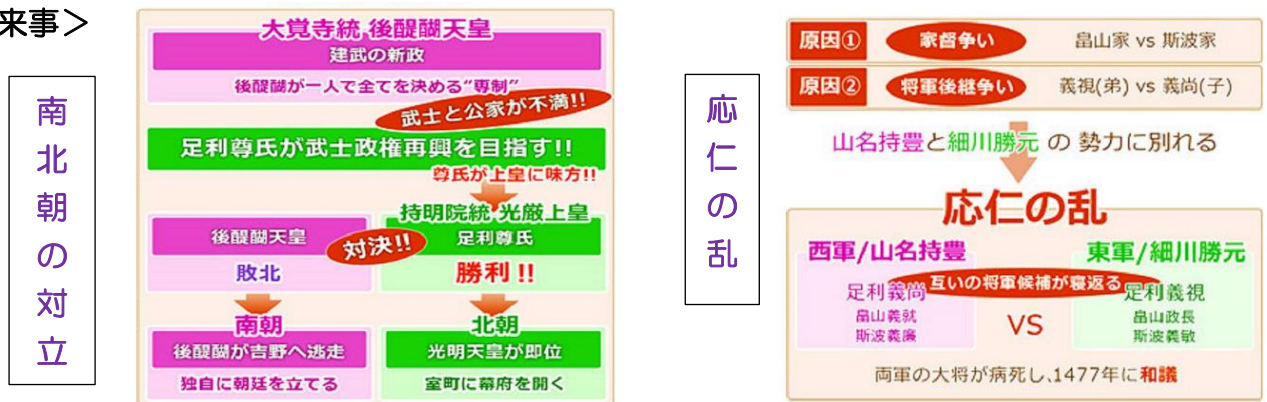 来事＞
南北朝の対立
大覚寺統 後醍醐天皇
建武の新政
後醍醐が一人で全てを決める“専制”
武士と公家が不満!!
足利尊氏が武士政権再興を目指す!!
尊氏が上皇に味方!!
持明院統 光厳上皇
後醍醐天皇
対決!!
足利尊氏
敗北
勝利!!
南朝
北朝
後醍醐が吉野へ逃走
光明天皇が即位
独自に朝廷を立てる
室町に幕府を開く
応仁の乱
原因① 家督争い 畠山家 vs 斯波家
原因② 将軍後継争い 義視(弟) vs 義尚(子)
山名持豊と細川勝元 の 勢力に別れる
応仁の乱
西軍/山名持豊
東軍/細川勝元
互いの将軍候補が寝返る
足利義尚
足利義視
畠山義就
VS
畠山政長
斯波義廉
斯波義敏
両軍の大将が病死し、1477年に和議